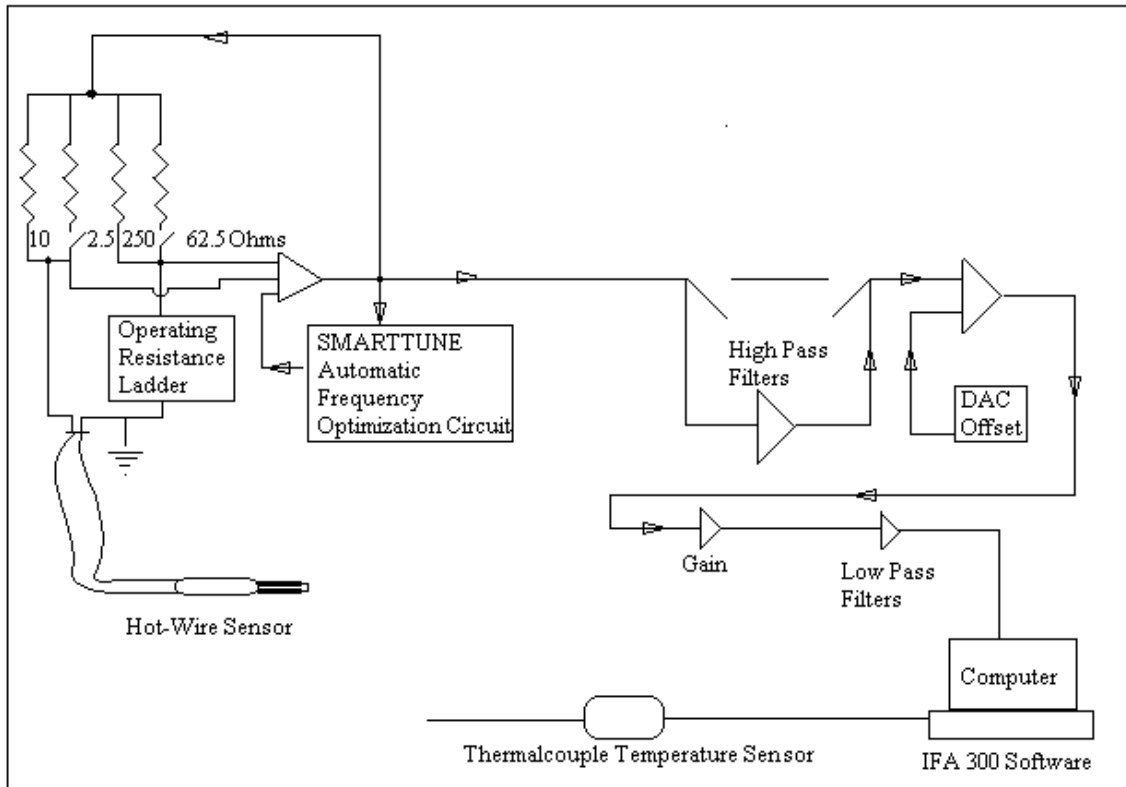 10
2.5
250
62.5 Ohms
Operating
Resistance
Ladder
SMARTTUNE
Automatic
Frequency
Optimization Circuit
High Pass
Filters
DAC
Offset
Gain
Low Pass
Filters
Hot-Wire Sensor
Computer
Thermalcouple Temperature Sensor
IFA 300 Software